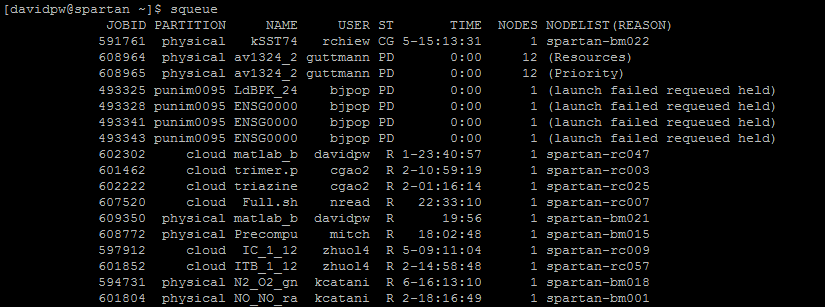 [davidpw@spartan ~]$ squeue
JOBID PARTITION NAME USER ST TIME NODES NODELIST(REASON)
591761 physical kSST74 rchiew CG 5-15:13:31 1 spartan-bm022
608964 physical av1324_2 guttmann PD 0:00 12 (Resources)
608965 physical av1324_2 guttmann PD 0:00 12 (Priority)
493325 punim0095 LdBPK_24 bjpop PD 0:00 1 (launch failed requeued held)
493328 punim0095 ENSG0000 bjpop PD 0:00 1 (launch failed requeued held)
493341 punim0095 ENSG0000 bjpop PD 0:00 1 (launch failed requeued held)
493343 punim0095 ENSG0000 bjpop PD 0:00 1 (launch failed requeued held)
602302 cloud matlab_b davidpw R 1-23:40:57 1 spartan-rc047
601462 cloud trimer.p cgao2 R 2-10:59:19 1 spartan-rc003
602222 cloud triazine cgao2 R 2-01:16:14 1 spartan-rc025
607520 cloud Full.sh nread R 22:33:10 1 spartan-rc007
609350 physical matlab_b davidpw R 19:56 1 spartan-bm021
608772 physical Precompu mitch R 18:02:48 1 spartan-bm015
597912 cloud IC_1_12 zhuol4 R 5-09:11:04 1 spartan-rc009
601852 cloud ITB_1_12 zhuol4 R 2-14:58:48 1 spartan-rc057
594731 physical N2_O2_gn kcatani R 6-16:13:10 1 spartan-bm018
601804 physical NO_NO_ra kcatani R 2-18:16:49 1 spartan-bm001